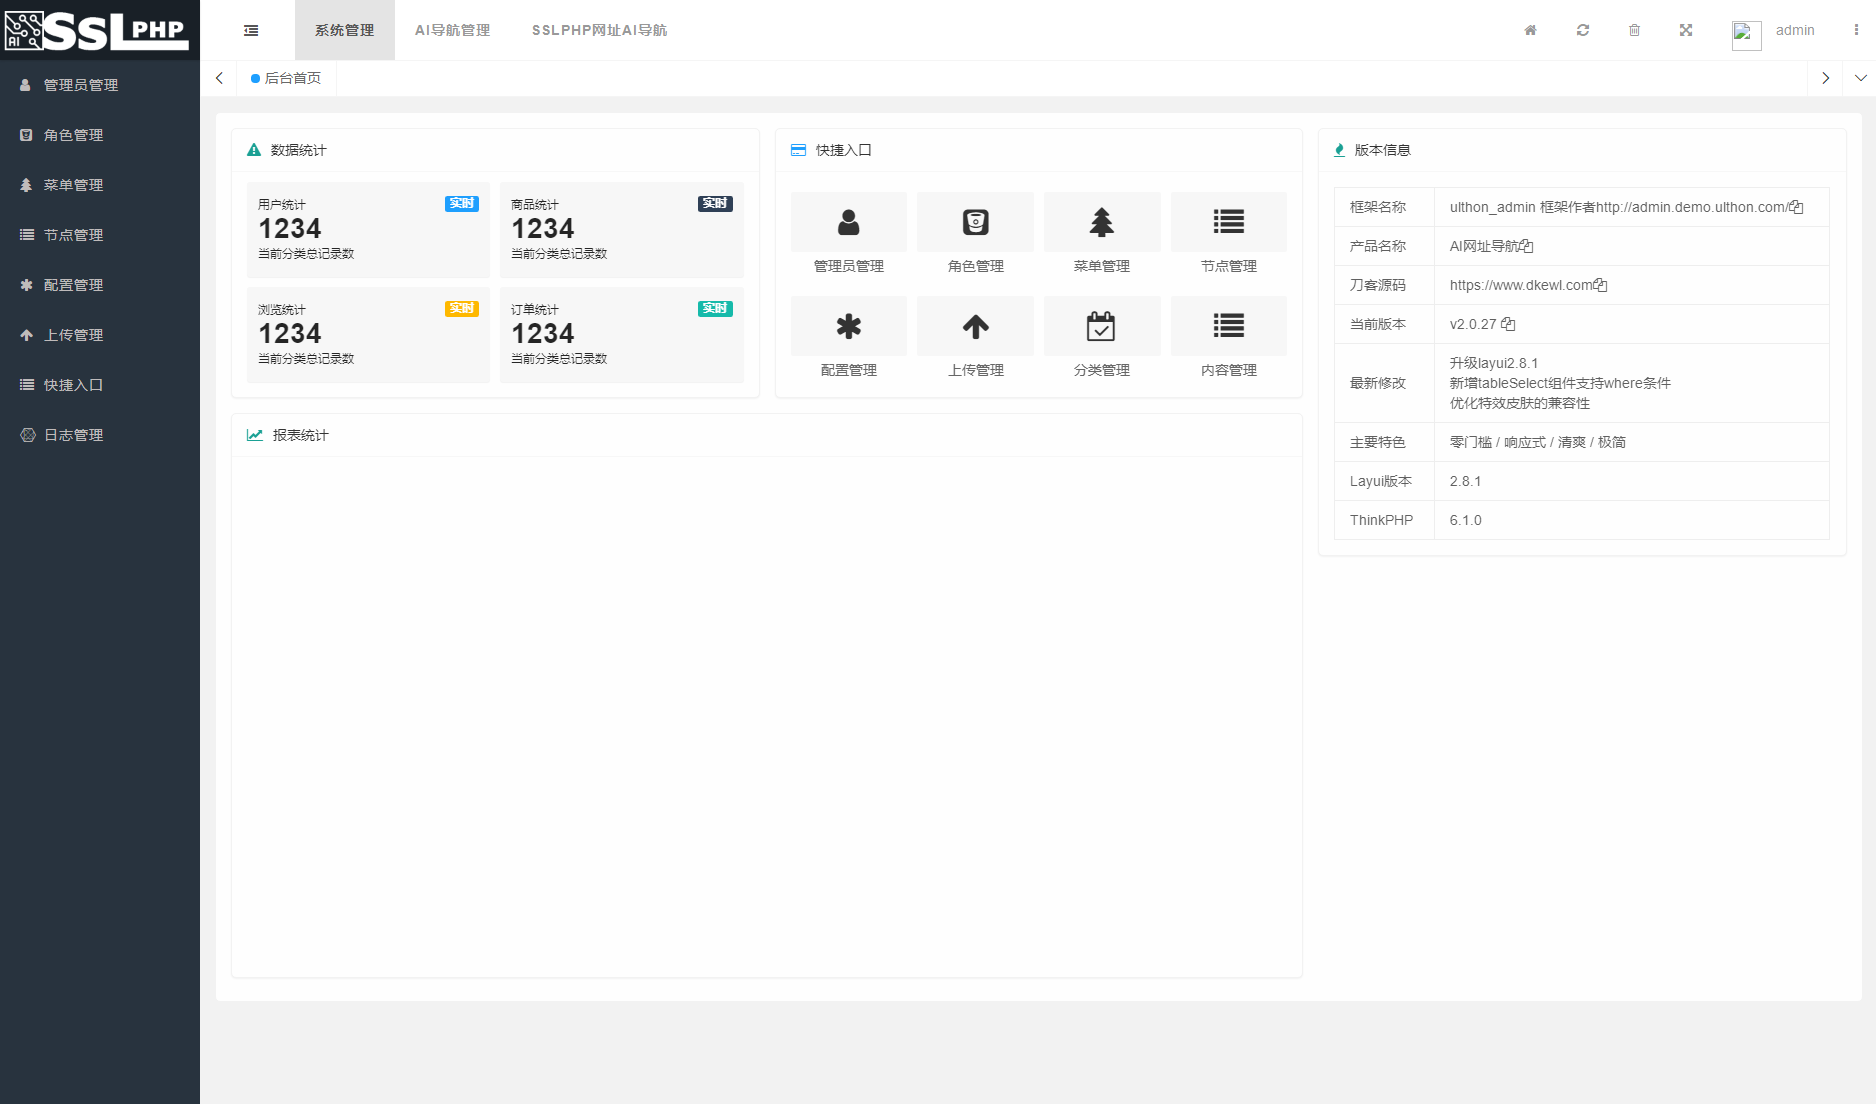 AI SSLPHP
系统管理 AI导航管理 SSLPHP网址AI导航 admin
后台首页
管理员管理
角色管理
菜单管理
节点管理
配置管理
上传管理
快捷入口
日志管理
数据统计
用户统计 实时
1234
当前分类总记录数
商品统计 实时
1234
当前分类总记录数
浏览统计 实时
1234
当前分类总记录数
订单统计 实时
1234
当前分类总记录数
快捷入口
管理员管理 角色管理 菜单管理 节点管理
配置管理 上传管理 分类管理 内容管理
报表统计
版本信息
框架名称 ulthon_admin 框架作者http://admin.demo.ulthon.com/
产品名称 AI网址导航
刀客源码 https://www.dkewl.com
当前版本 v2.0.27
最新修改 升级layui2.8.1
新增tableSelect组件支持where条件
优化特效皮肤的兼容性
主要特色 零门槛 / 响应式 / 清爽 / 极简
Layui版本 2.8.1
ThinkPHP 6.1.0